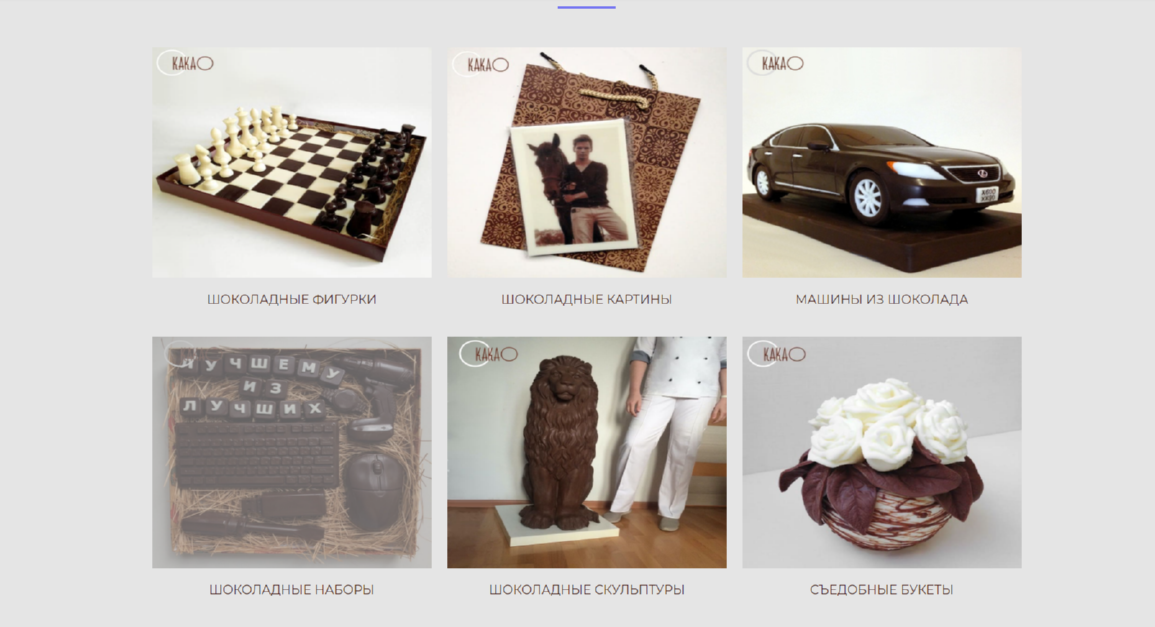 КАКАО
КАКАО
КАКАО
ШОКОЛАДНЫЕ ФИГУРКИ
ШОКОЛАДНЫЕ КАРТИНЫ
МАШИНЫ ИЗ ШОКОЛАДА
ЛУЧШЕМУ
ИЗ
ЛУЧШИХ
КАКАО
КАКАО
ШОКОЛАДНЫЕ НАБОРЫ
ШОКОЛАДНЫЕ СКУЛЬПТУРЫ
СЪЕДОБНЫЕ БУКЕТЫ